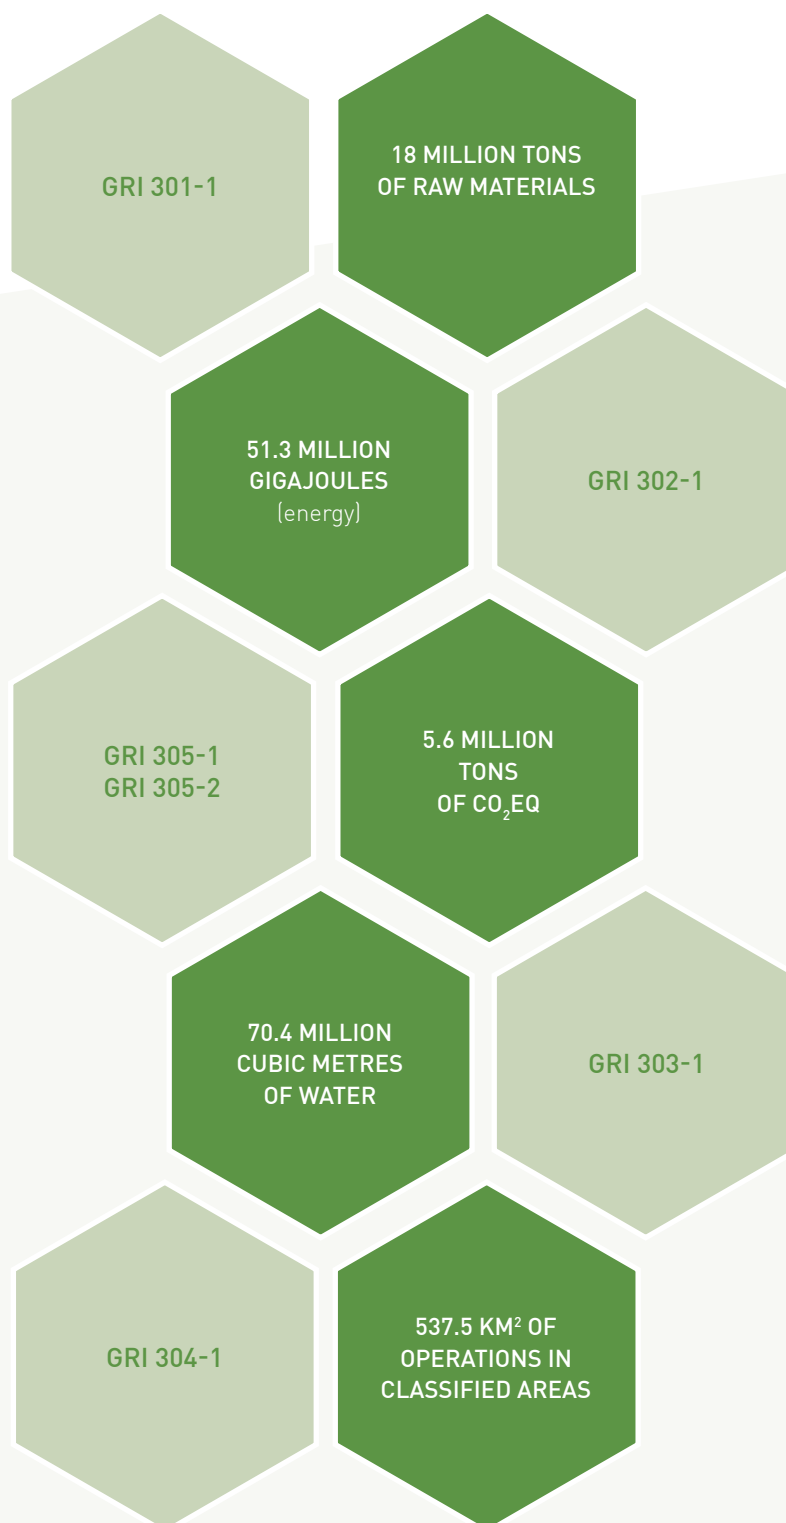 GRI 301-1
18 MILLION TONS
OF RAW MATERIALS
51.3 MILLION
GIGAJOULES
(energy)
GRI 302-1
GRI 305-1
GRI 305-2
5.6 MILLION
TONS
OF CO₂EQ
70.4 MILLION
CUBIC METRES
OF WATER
GRI 303-1
GRI 304-1
537.5 KM² OF
OPERATIONS IN
CLASSIFIED AREAS